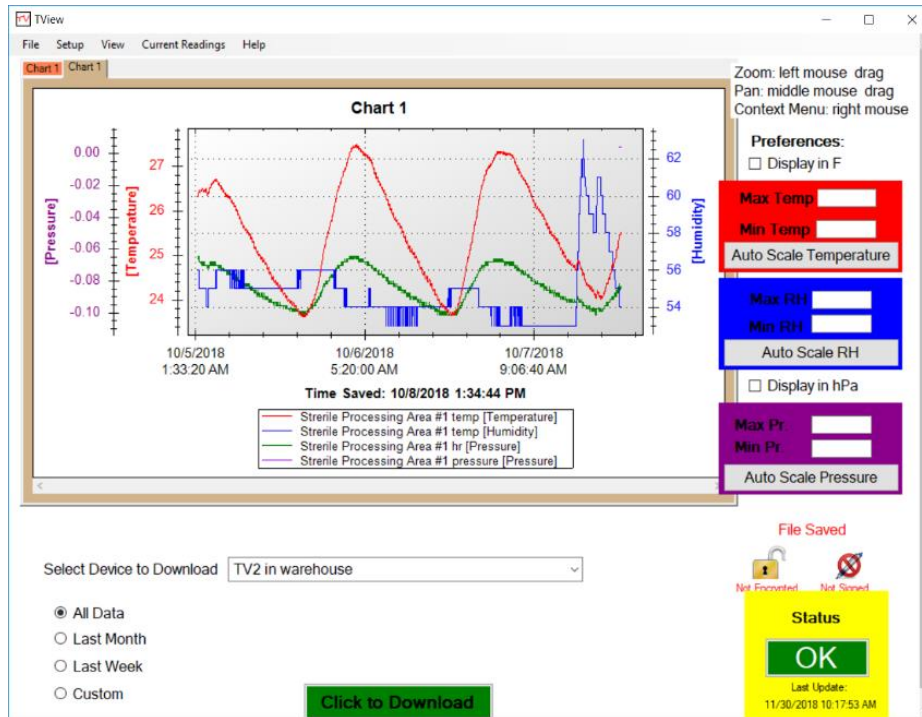 TView
File Setup View Current Readings Help
Chart 1 Chart 1
Zoom: left mouse drag
Pan: middle mouse drag
Context Menu: right mouse
Chart 1
Preferences:
Display in F
[Pressure]
0.00
-0.02
-0.04
-0.06
-0.08
-0.10
[Temperature]
27
26
25
24
62
60
58
56
54
[Humidity]
Max Temp
Min Temp
Auto Scale Temperature
Max RH
Min RH
Auto Scale RH
10/5/2018 10/6/2018 10/7/2018
1:33:20 AM 5:20:00 AM 9:06:40 AM
Time Saved: 10/8/2018 1:34:44 PM
Display in hPa
Strerile Processing Area #1 temp [Temperature]
Strerile Processing Area #1 temp [Humidity]
Strerile Processing Area #1 hr [Pressure]
Strerile Processing Area #1 pressure [Pressure]
Max Pr.
Min Pr.
Auto Scale Pressure
File Saved
Not Encrypted Not Signed
Select Device to Download TV2 in warehouse
All Data
Last Month
Last Week
Custom
Click to Download
Status
OK
Last Update:
11/30/2018 10:17:53 AM